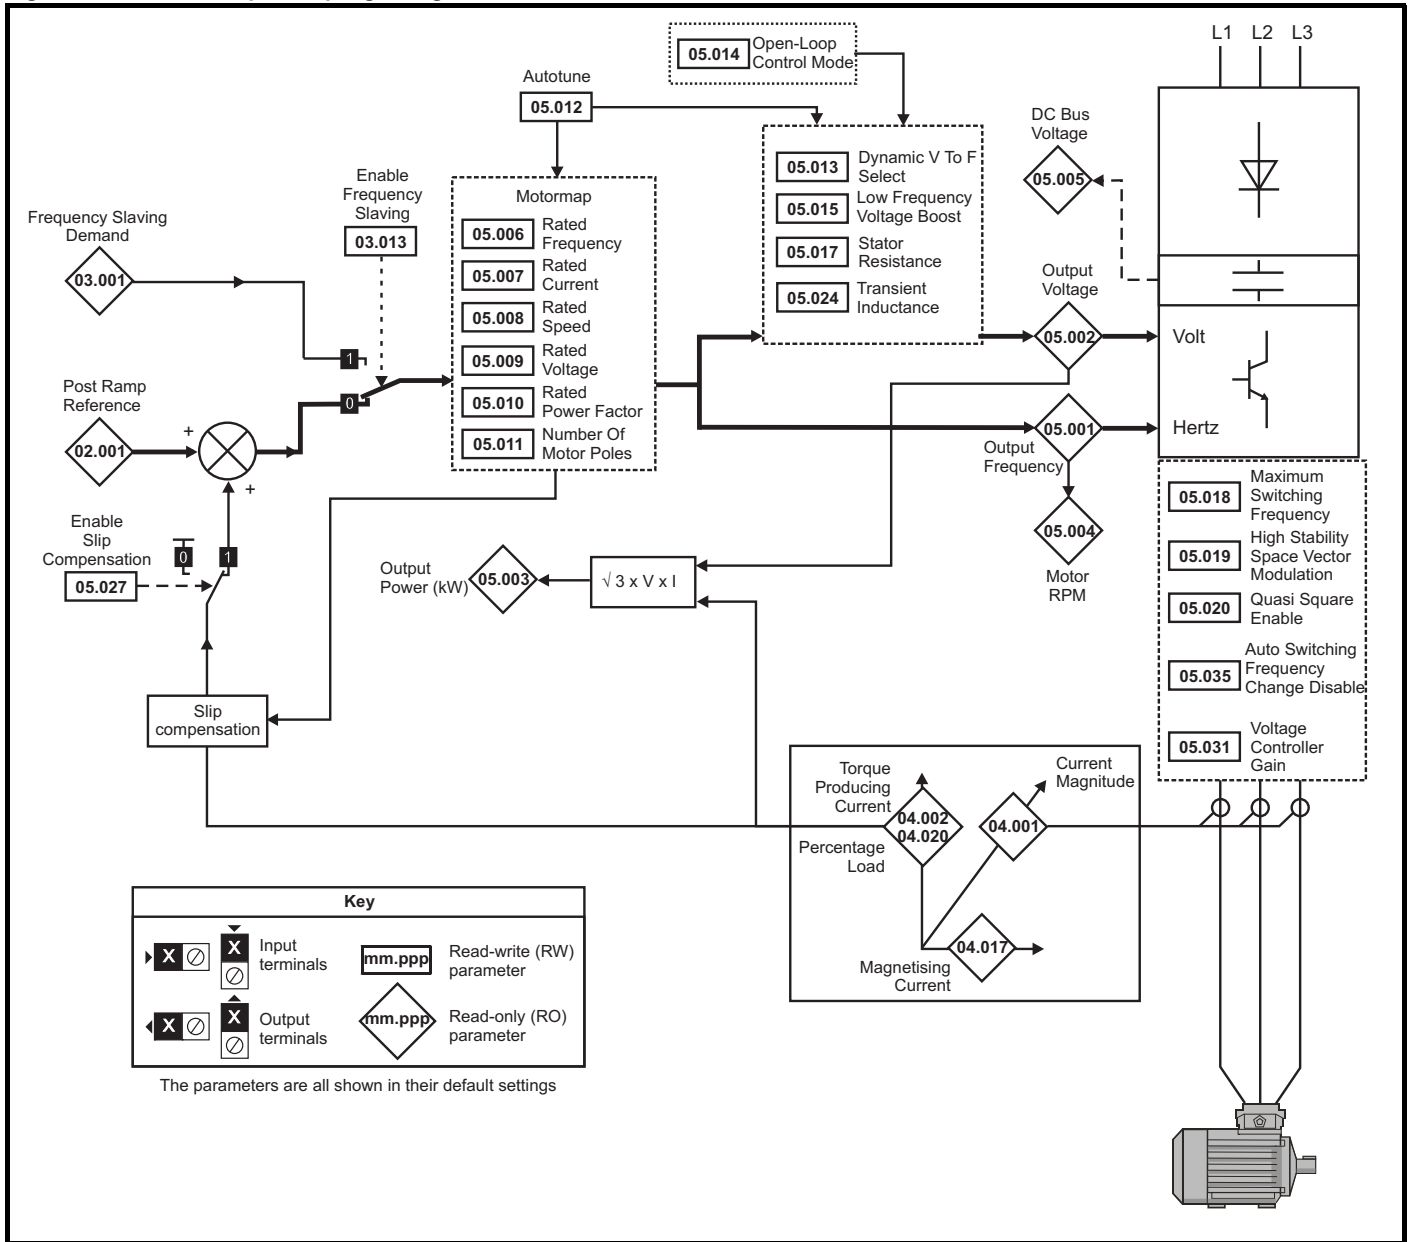 L1 L2 L3
05.014
Open-Loop
Control Mode
Autotune
05.012
DC Bus
Voltage
05.005
Enable
Frequency
Slaving
03.013
Frequency Slaving
Demand
03.001
Motormap
05.006
Rated
Frequency
05.007
Rated
Current
05.008
Rated
Speed
05.009
Rated
Voltage
05.010
Rated
Power Factor
05.011
Number Of
Motor Poles
05.013
Dynamic V To F
Select
05.015
Low Frequency
Voltage Boost
05.017
Stator
Resistance
05.024
Transient
Inductance
Output
Voltage
05.002
Volt
1
0
Post Ramp
Reference
02.001
+
+
05.001
Output
Frequency
Hertz
05.004
Motor
RPM
Enable
Slip
Compensation
05.027
0
1
Output
Power (kW)
05.003
√ 3 x V x I
05.018
Maximum
Switching
Frequency
05.019
High Stability
Space Vector
Modulation
05.020
Quasi Square
Enable
05.035
Auto Switching
Frequency
Change Disable
05.031
Voltage
Controller
Gain
Slip
compensation
Torque
Producing
Current
04.002
04.020
Percentage
Load
04.001
Current
Magnitude
04.017
Magnetising
Current
Key
X
X
Input
terminals
mm.ppp
Read-write (RW)
parameter
X
X
Output
terminals
mm.ppp
Read-only (RO)
parameter
The parameters are all shown in their default settings